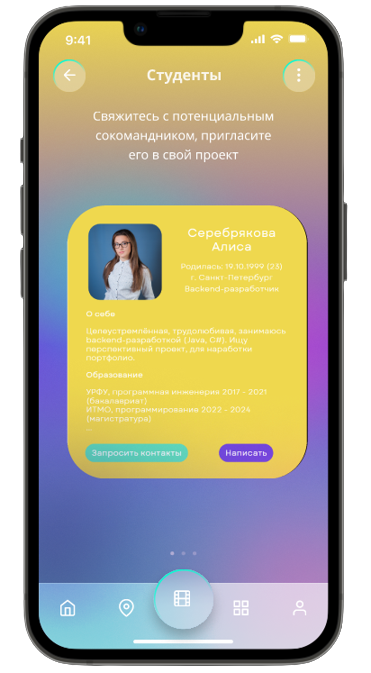 9:41
Студенты
Свяжитесь с потенциальным
сокомандником, пригласите
его в свой проект
Серебрякова
Алиса
Родилась: 19.10.1999 (23)
г. Санкт-Петербург
Backend-разработчик
О себе
Целеустремлённая, трудолюбивая, занимаюсь
backend-разработкой (Java, C#). Ищу
перспективный проект, для наработки
портфолио.
Образование
УРФУ, программная инженерия 2017 - 2021
(бакалавриат)
ИТМО, программирование 2022 - 2024
(магистратура)
...
Запросить контакты
Написать